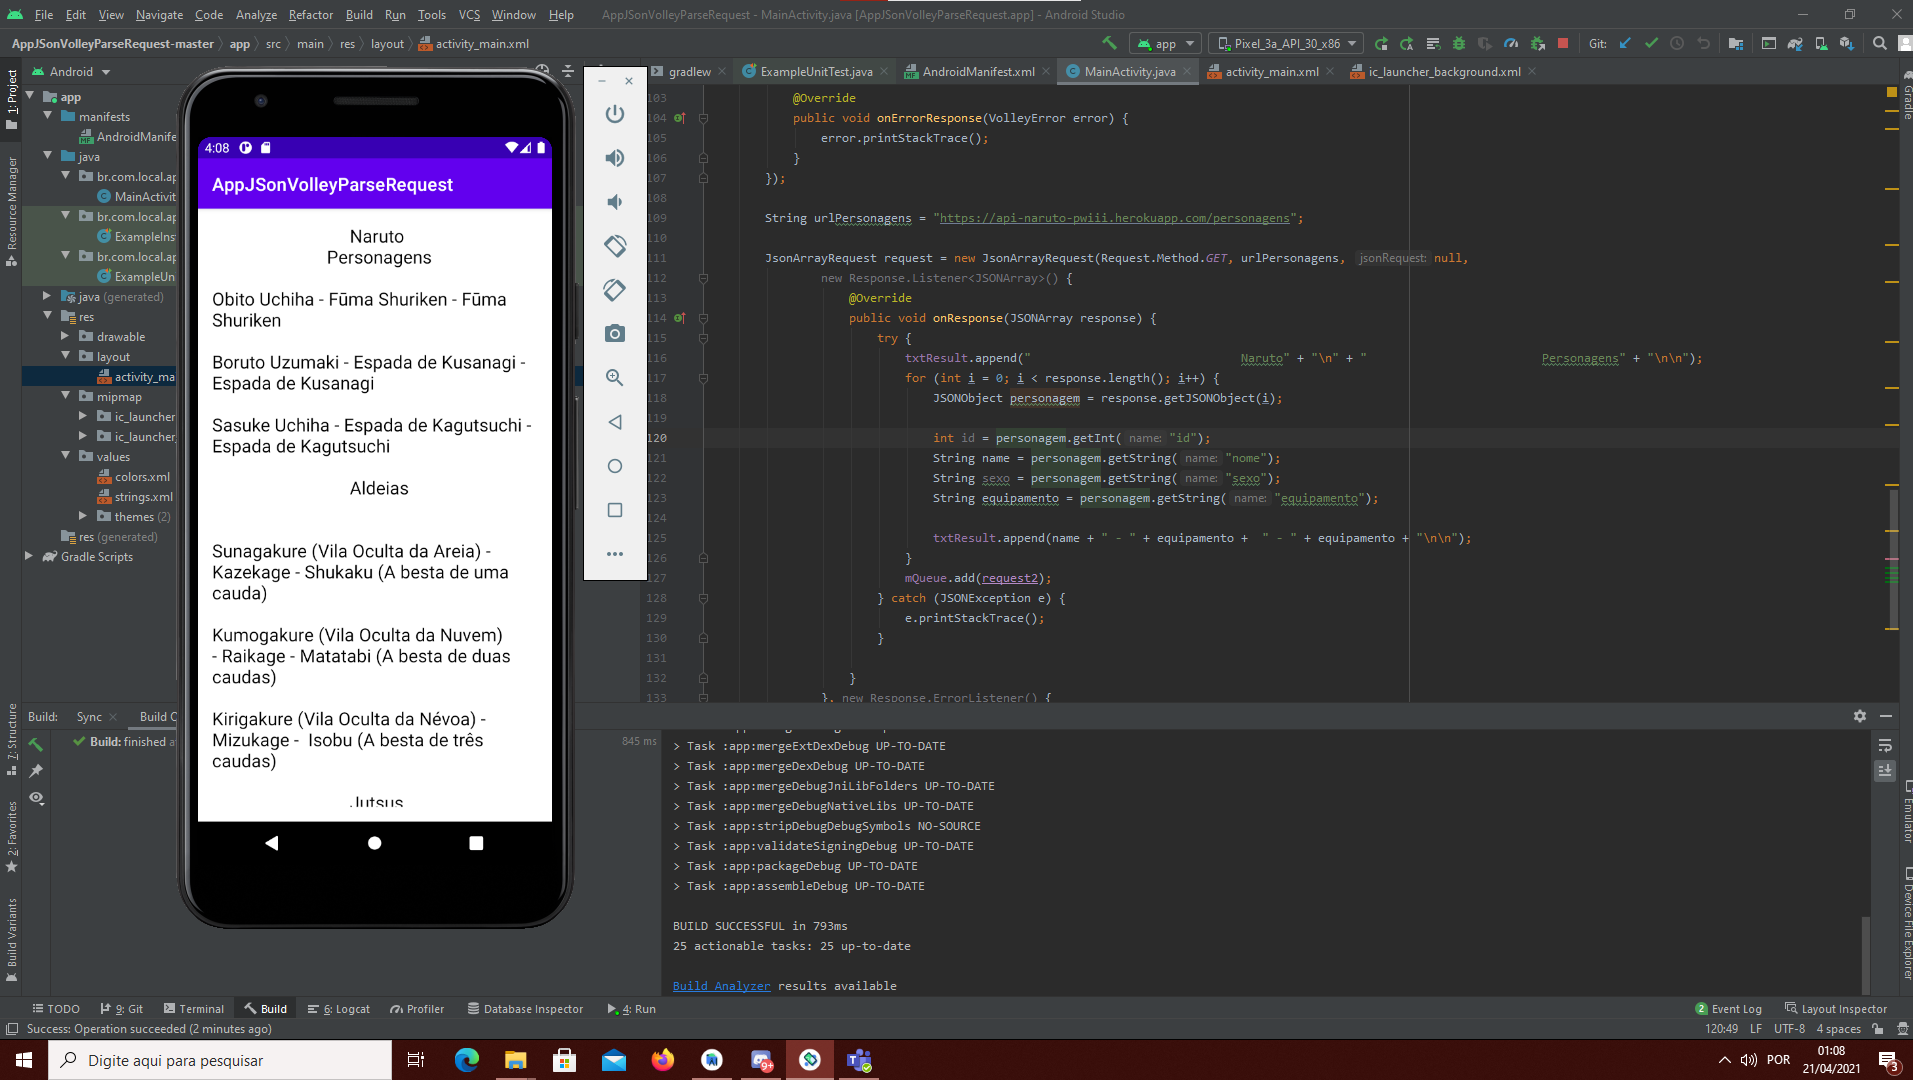 File Edit View Navigate Code Analyze Refactor Build Run Tools VCS Window Help AppJSonVolleyParseRequest - MainActivity.java [AppJSonVolleyParseRequest.app] - Android Studio
AppJSonVolleyParseRequest-master app src main res layout activity_main.xml app Pixel_3a_API_30_x86 Git:
Android gradlew ExampleUnitTest.java AndroidManifest.xml MainActivity.java activity_main.xml ic_launcher_background.xml
1: Project
Resource Manager
7: Structure
2: Favorites
Build Variants
app
manifests
AndroidManife
java
br.com.local.ap
MainActivit
br.com.local.ap
ExampleIns
br.com.local.ap
ExampleUni
java (generated)
res
drawable
layout
activity_ma
mipmap
ic_launcher
ic_launcher
values
colors.xml
strings.xml
themes (2)
res (generated)
Gradle Scripts
4:08
AppJSonVolleyParseRequest
Naruto
Personagens
Obito Uchiha - Fūma Shuriken - Fūma
Shuriken
Boruto Uzumaki - Espada de Kusanagi -
Espada de Kusanagi
Sasuke Uchiha - Espada de Kagutsuchi -
Espada de Kagutsuchi
Aldeias
Sunagakure (Vila Oculta da Areia) -
Kazekage - Shukaku (A besta de uma
cauda)
Kumogakure (Vila Oculta da Nuvem)
- Raikage - Matatabi (A besta de duas
caudas)
Kirigakure (Vila Oculta da Névoa) -
Mizukage -  Isobu (A besta de três
caudas)
Jutsus
103 @Override
104 public void onErrorResponse(VolleyError error) {
105 error.printStackTrace();
106 }
107 });
108
109 String urlPersonagens = "https://api-naruto-pwiii.herokuapp.com/personagens";
110
111 JsonArrayRequest request = new JsonArrayRequest(Request.Method.GET, urlPersonagens, jsonRequest: null,
112 new Response.Listener<JSONArray>() {
113 @Override
114 public void onResponse(JSONArray response) {
115 try {
116 txtResult.append("                              Naruto" + "\n" + "                         Personagens" + "\n\n");
117 for (int i = 0; i < response.length(); i++) {
118 JSONObject personagem = response.getJSONObject(i);
119
120 int id = personagem.getInt( name: "id");
121 String name = personagem.getString( name: "nome");
122 String sexo = personagem.getString( name: "sexo");
123 String equipamento = personagem.getString( name: "equipamento");
124
125 txtResult.append(name + " - " + equipamento +  " - " + equipamento + "\n\n");
126 }
127 mQueue.add(request2);
128 } catch (JSONException e) {
129 e.printStackTrace();
130 }
131
132 }
133 }, new Response.ErrorListener() {
Gradle
Emulator
Device File Explorer
Build: Sync Build O
Build: finished a 845 ms
> Task :app:mergeExtDexDebug UP-TO-DATE
> Task :app:mergeDexDebug UP-TO-DATE
> Task :app:mergeDebugJniLibFolders UP-TO-DATE
> Task :app:mergeDebugNativeLibs UP-TO-DATE
> Task :app:stripDebugDebugSymbols NO-SOURCE
> Task :app:validateSigningDebug UP-TO-DATE
> Task :app:packageDebug UP-TO-DATE
> Task :app:assembleDebug UP-TO-DATE
BUILD SUCCESSFUL in 793ms
25 actionable tasks: 25 up-to-date
Build Analyzer results available
TODO 9: Git Terminal Build 6: Logcat Profiler Database Inspector 4: Run 2 Event Log Layout Inspector
Success: Operation succeeded (2 minutes ago) 120:49 LF UTF-8 4 spaces
Digite aqui para pesquisar 9+ POR 01:08
21/04/2021 3